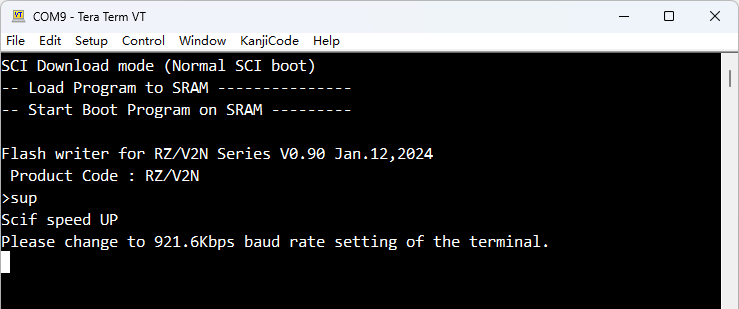 COM9 - Tera Term VT
File Edit Setup Control Window KanjiCode Help
SCI Download mode (Normal SCI boot)
-- Load Program to SRAM ---------------
-- Start Boot Program on SRAM ---------
Flash writer for RZ/V2N Series V0.90 Jan.12,2024
Product Code : RZ/V2N
>sup
Scif speed UP
Please change to 921.6Kbps baud rate setting of the terminal.